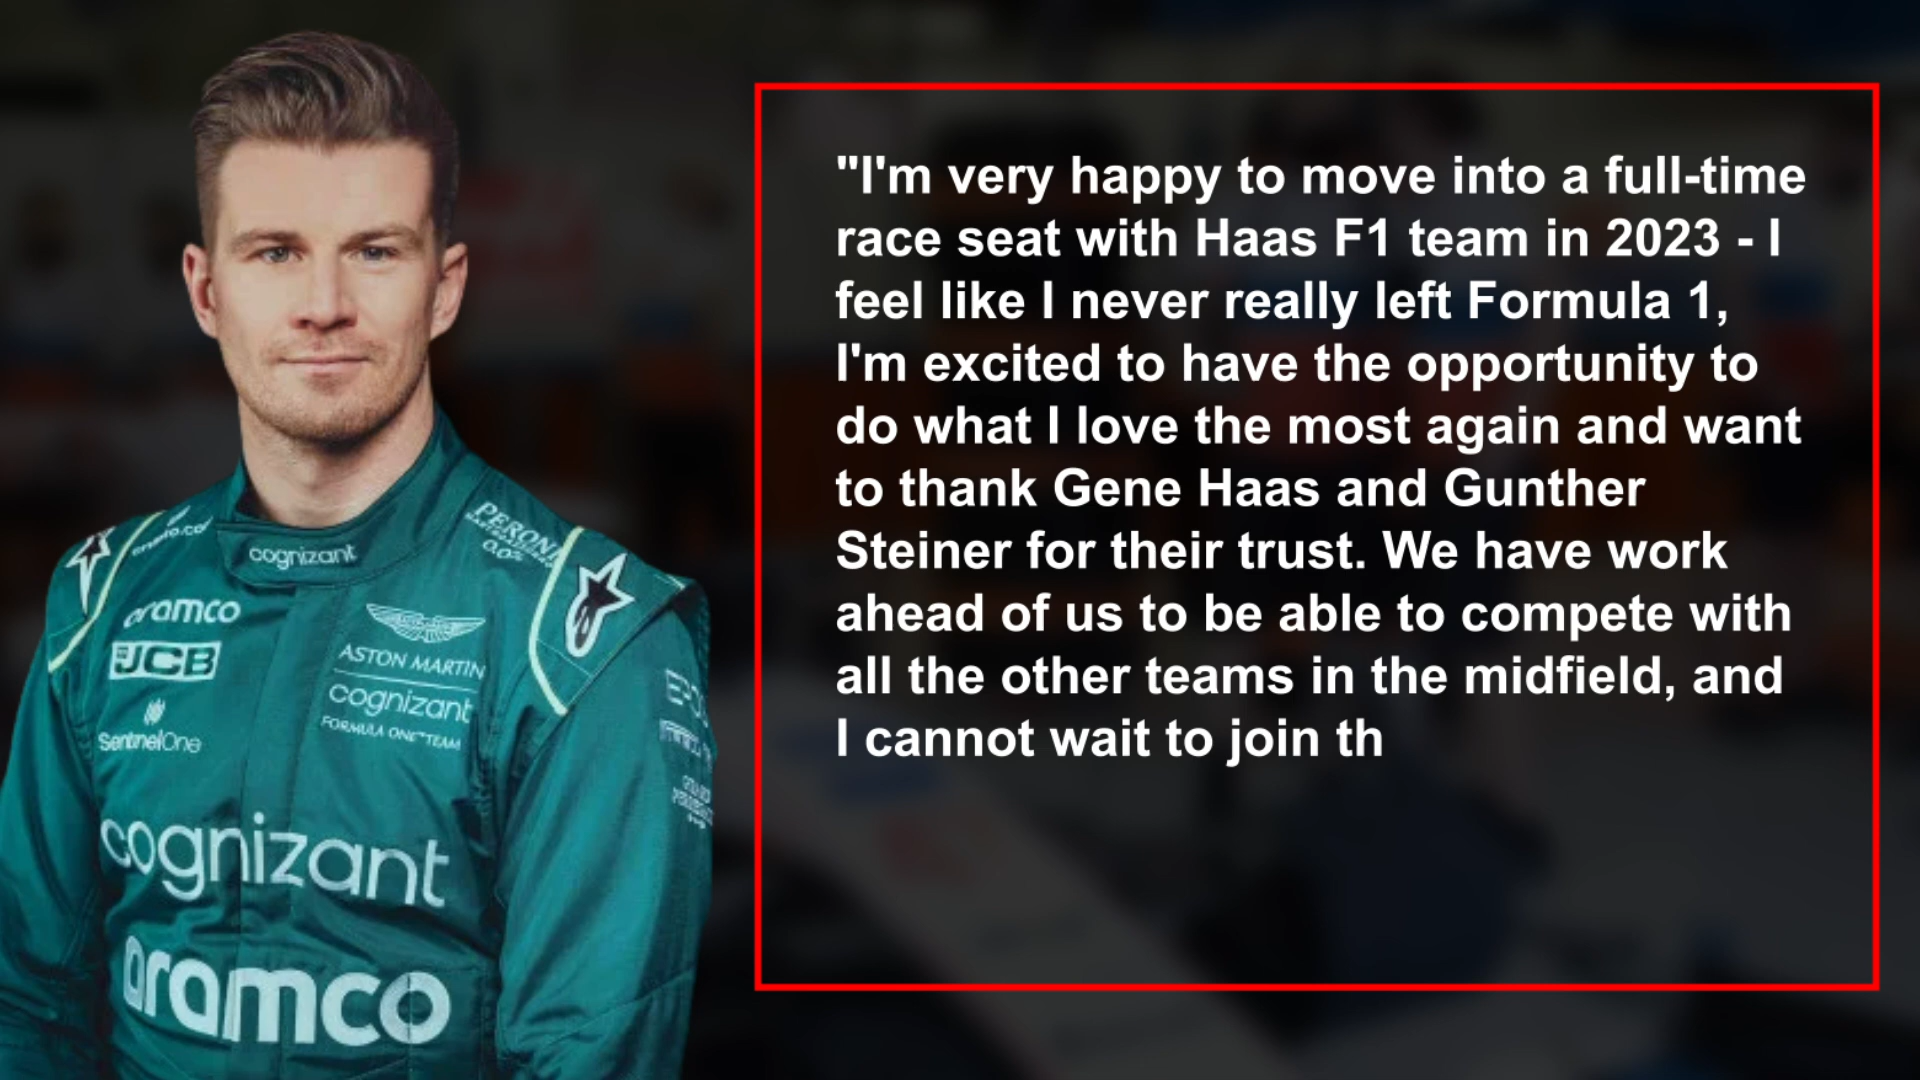 "I'm very happy to move into a full-time
race seat with Haas F1 team in 2023 - I
feel like I never really left Formula 1,
I'm excited to have the opportunity to
do what I love the most again and want
to thank Gene Haas and Gunther
Steiner for their trust. We have work
ahead of us to be able to compete with
all the other teams in the midfield, and
I cannot wait to join th
PERONI
0.0%
cognizant
aramco
JCB
SentinelOne
ASTON MARTIN
cognizant
FORMULA ONE™ TEAM
cognizant
aramco